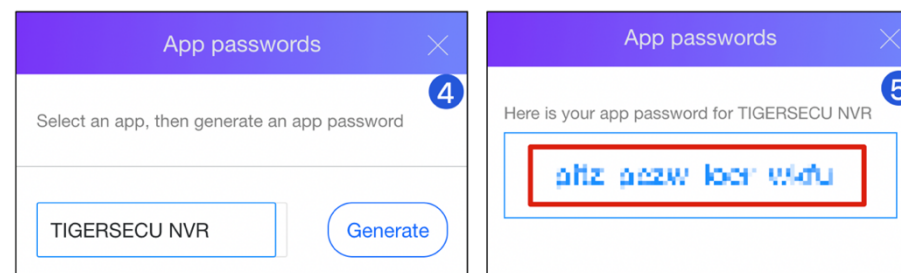 App passwords
4
Select an app, then generate an app password
TIGERSECU NVR
Generate
App passwords
5
Here is your app password for TIGERSECU NVR